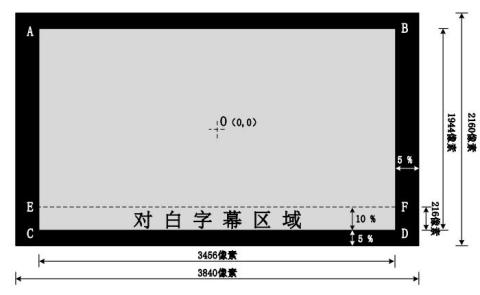 A B
O (0,0)
2160像素
1944像素
5 %
E F
216像素
对白字幕区域
10 %
C D
5 %
3456像素
3840像素